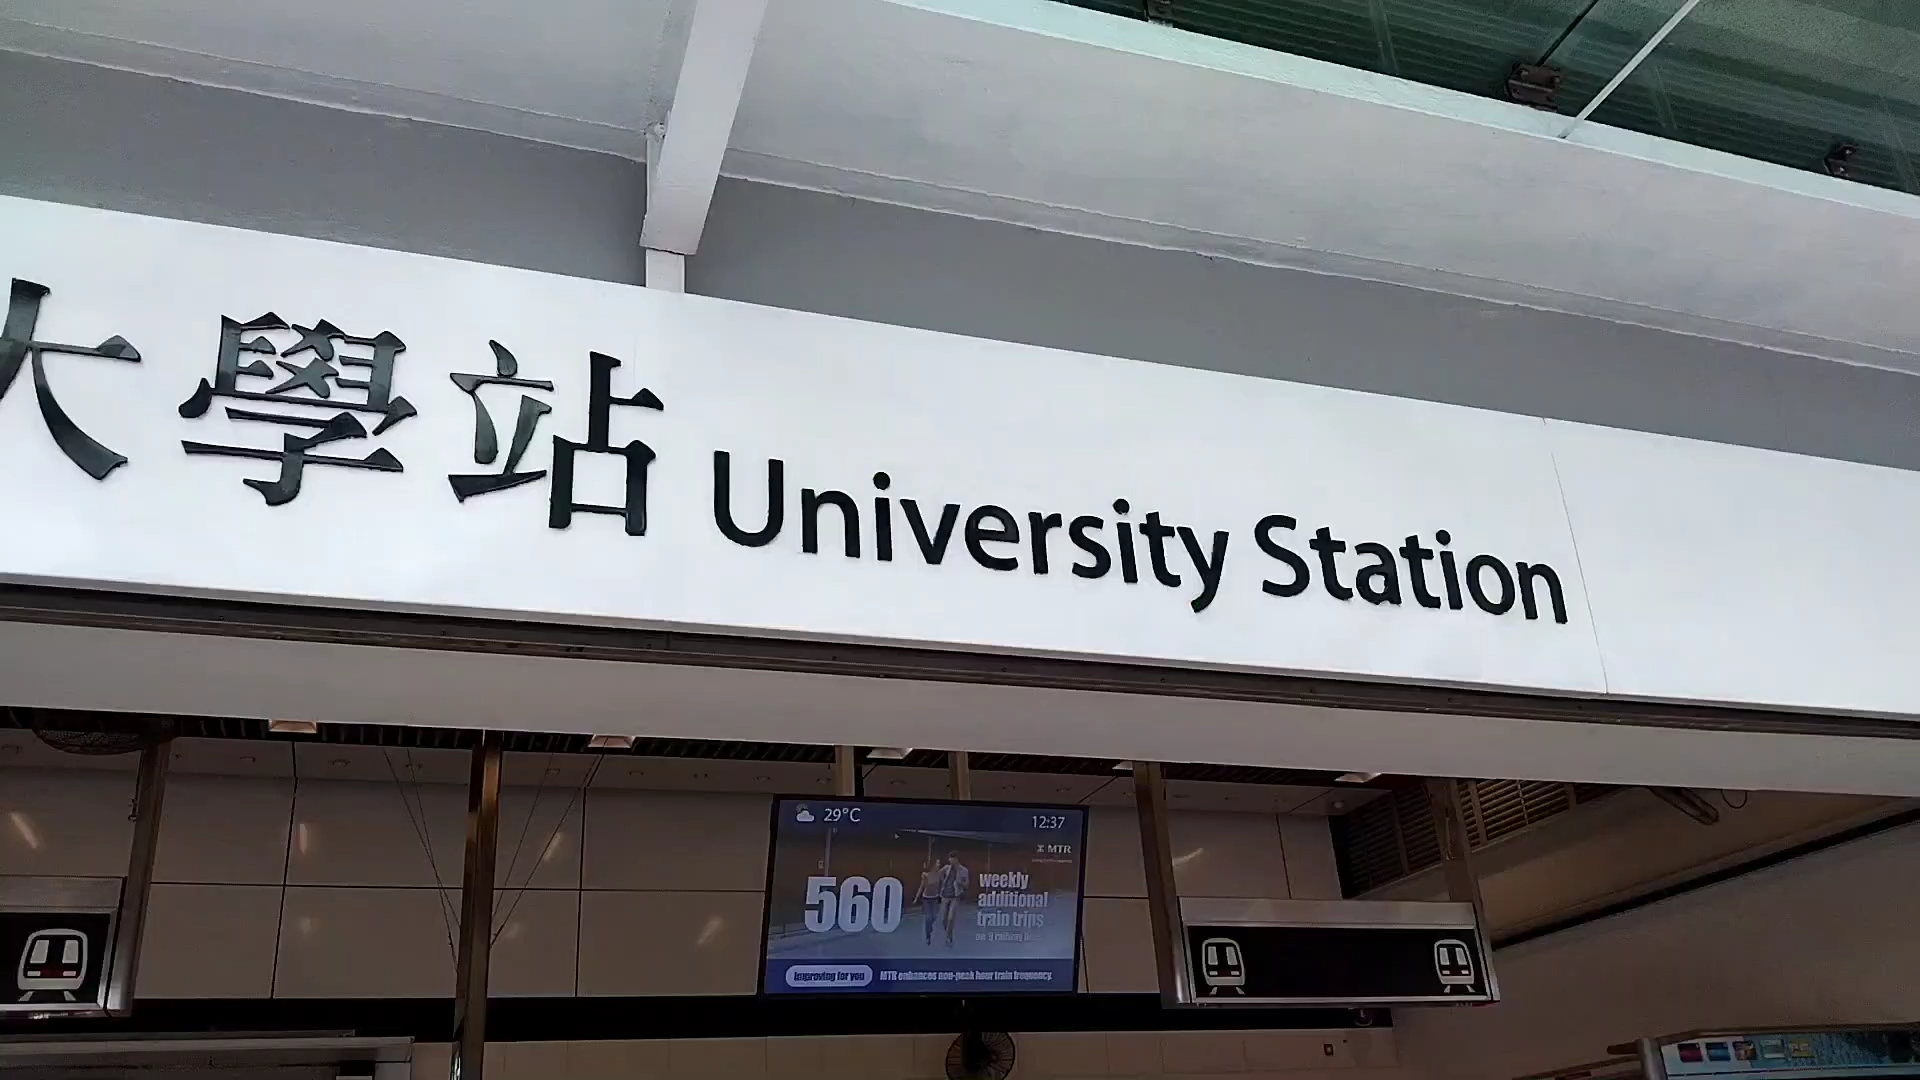 大學站 University Station
29°C
12:37
MTR
560
weekly
additional
train trips
Improving for you
MTR enhances non-peak hour train frequency.